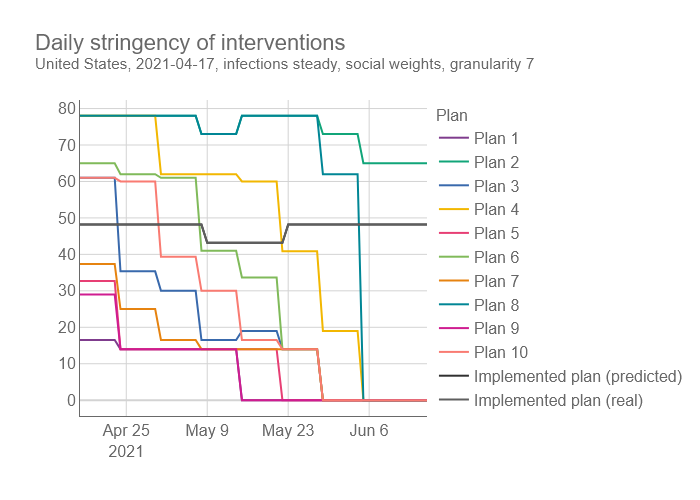 Daily stringency of interventions
United States, 2021-04-17, infections steady, social weights, granularity 7
80
70
60
50
40
30
20
10
0
Apr 25
2021
May 9
May 23
Jun 6
Plan
Plan 1
Plan 2
Plan 3
Plan 4
Plan 5
Plan 6
Plan 7
Plan 8
Plan 9
Plan 10
Implemented plan (predicted)
Implemented plan (real)